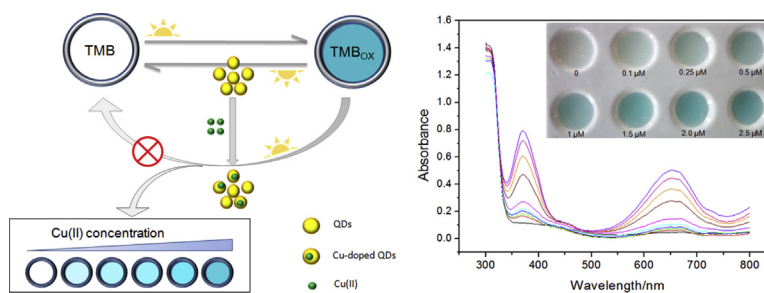 TMB
TMBOX
QDs
Cu(II) concentration
QDs
Cu-doped QDs
Cu(II)
Absorbance
1.6
1.4
1.2
1.0
0.8
0.6
0.4
0.2
0.0
0 0.1 μM 0.25 μM 0.5 μM
1 μM 1.5 μM 2.0 μM 2.5 μM
300 400 500 600 700 800
Wavelength/nm